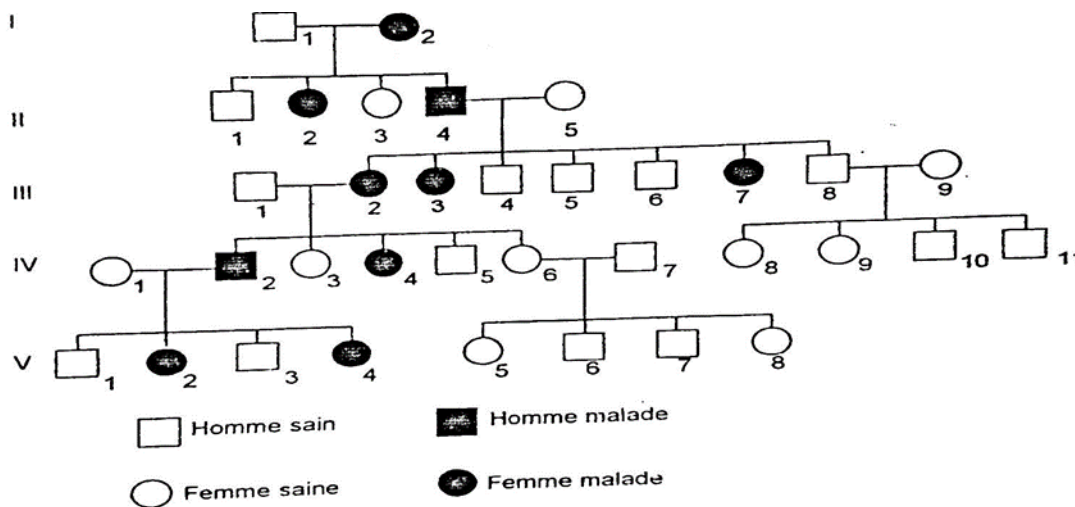 I
1 2
II
1 2 3 4 5
III
1 2 3 4 5 6 7 8 9
IV
1 2 3 4 5 6 7 8 9 10 11
V
1 2 3 4 5 6 7 8
Homme sain Homme malade
Femme saine Femme malade